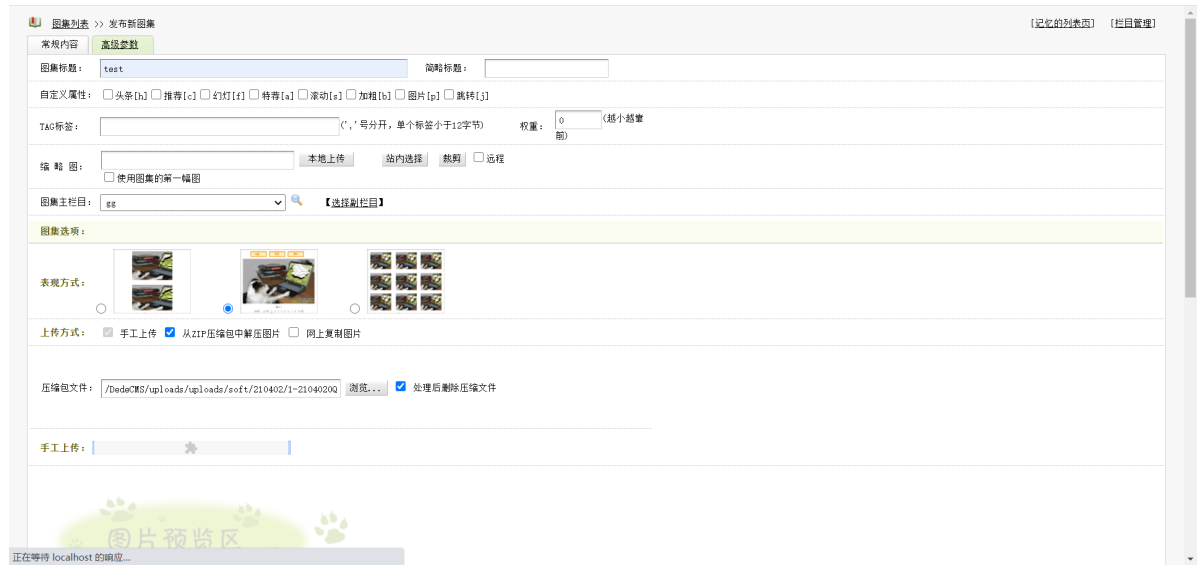 图集列表 >> 发布新图集 [记忆的列表页] [栏目管理]
常规内容 高级参数
图集标题： test 简略标题：
自定义属性： 头条[h] 推荐[c] 幻灯[f] 特荐[a] 滚动[s] 加粗[b] 图片[p] 跳转[j]
TAG标签： (','号分开，单个标签小于12字节) 权重： 0 (越小越靠
前)
缩 略 图： 本地上传 站内选择 裁剪 远程
使用图集的第一幅图
图集主栏目： gg 【选择副栏目】
图集选项：
表现方式：
上传方式： 手工上传 从ZIP压缩包中解压图片 网上复制图片
压缩包文件： /DedeCMS/uploads/uploads/soft/210402/1-2104020Q 浏览... 处理后删除压缩文件
手工上传：
图片预览区
正在等待 localhost 的响应...